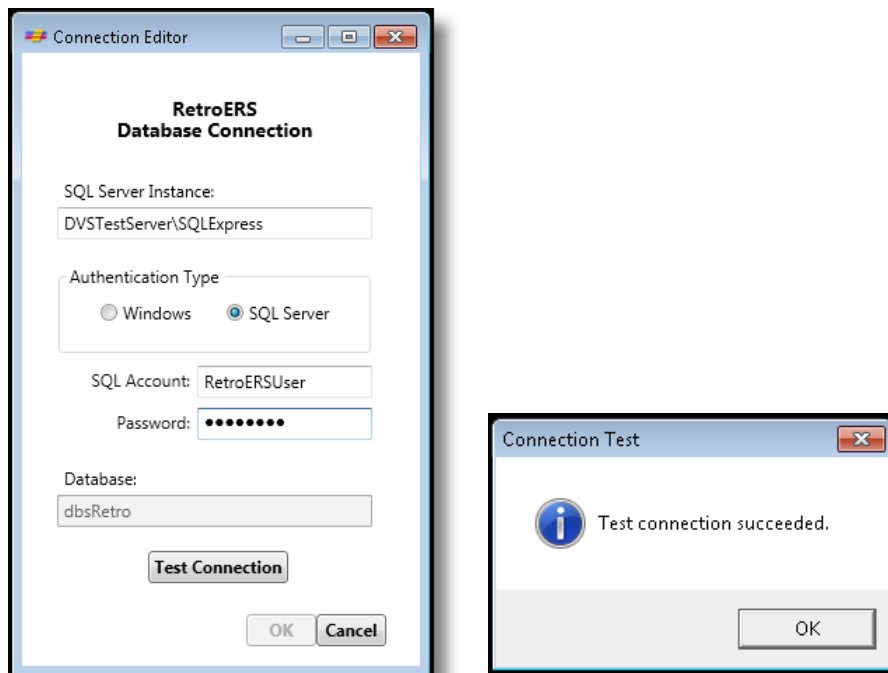 Connection Editor
RetroERS
Database Connection
SQL Server Instance:
DVSTestServer\SQLExpress
Authentication Type
Windows
SQL Server
SQL Account:
RetroERSUser
Password:
••••••••
Database:
dbsRetro
Test Connection
OK
Cancel
Connection Test
Test connection succeeded.
OK